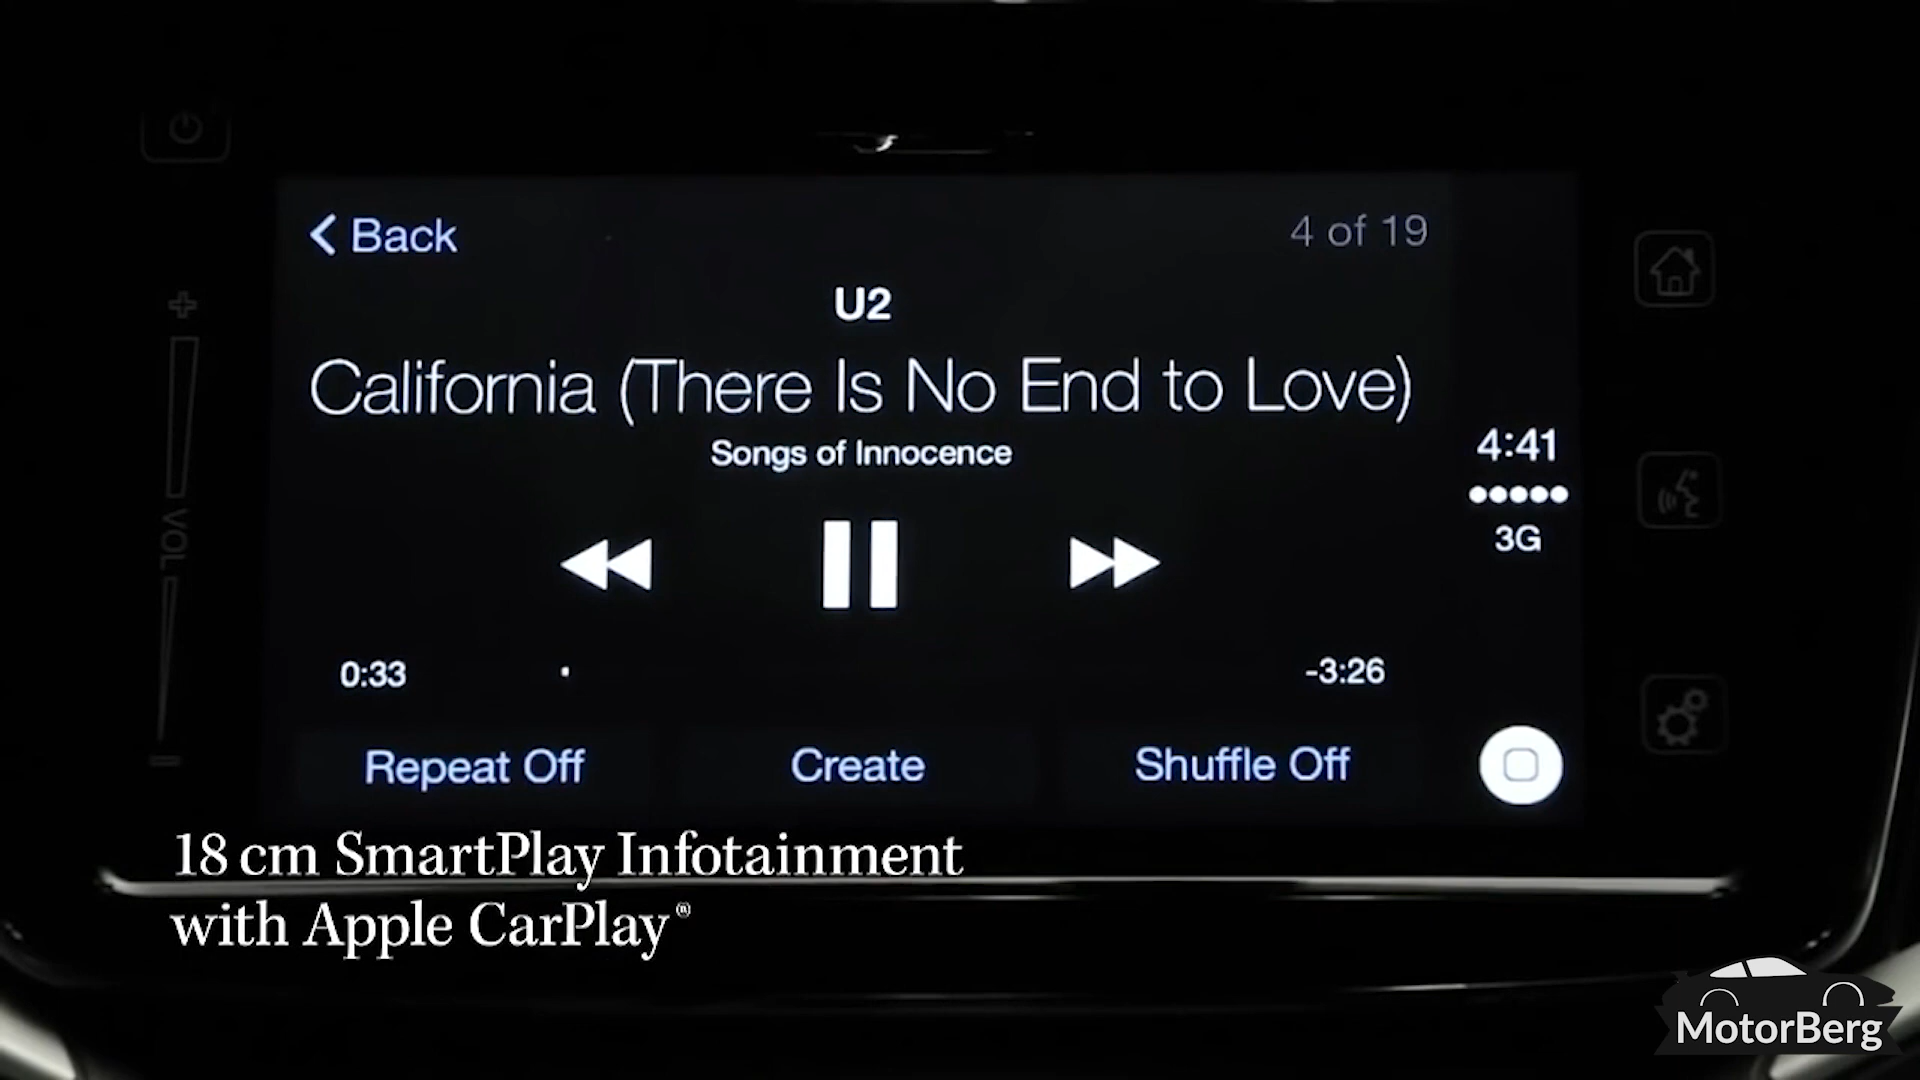 Back
4 of 19
U2
California (There Is No End to Love)
Songs of Innocence
4:41
3G
VOL
0:33
-3:26
Repeat Off
Create
Shuffle Off
18 cm SmartPlay Infotainment
with Apple CarPlay®
MotorBerg